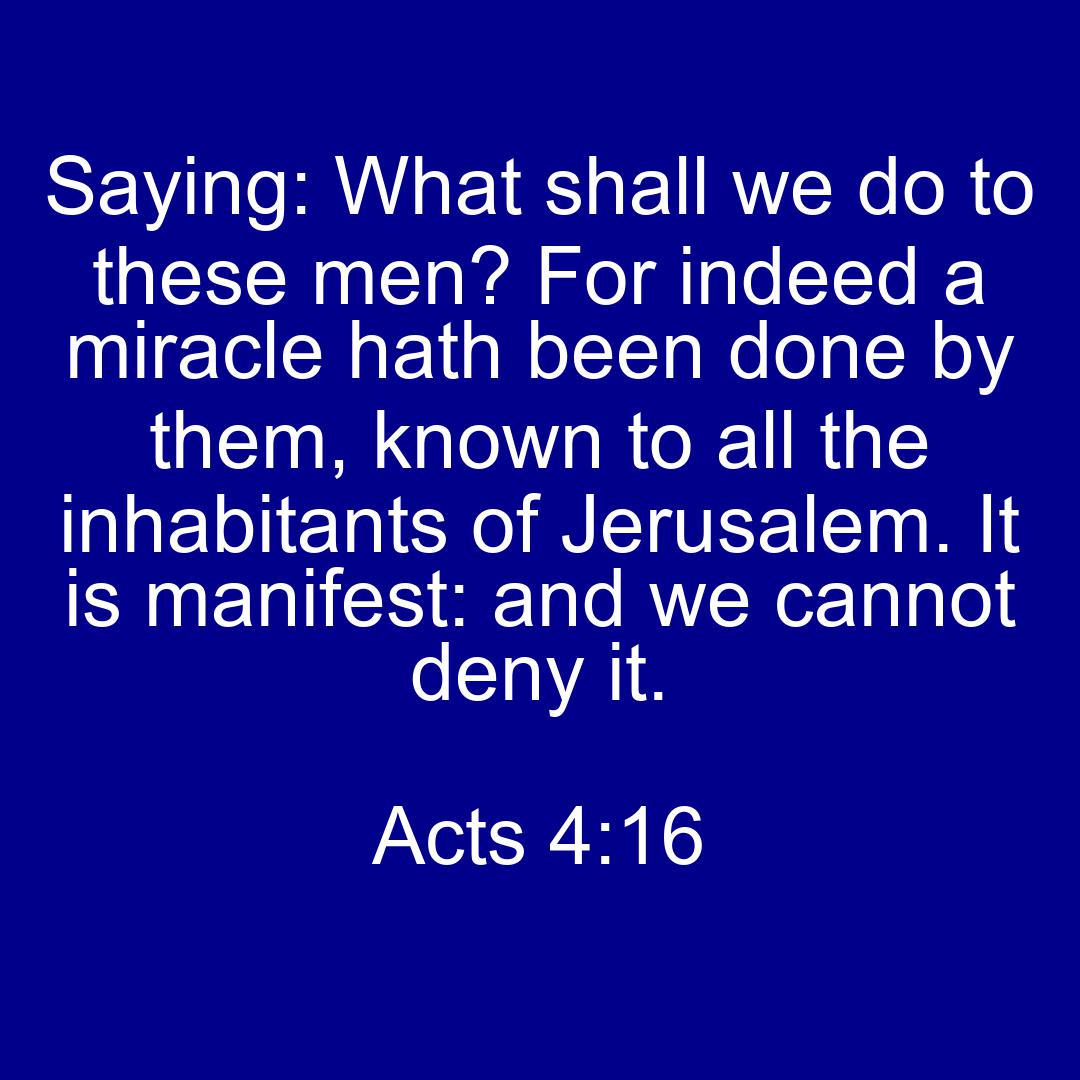 Saying: What shall we do to
these men? For indeed a
miracle hath been done by
them, known to all the
inhabitants of Jerusalem. It
is manifest: and we cannot
deny it.
Acts 4:16